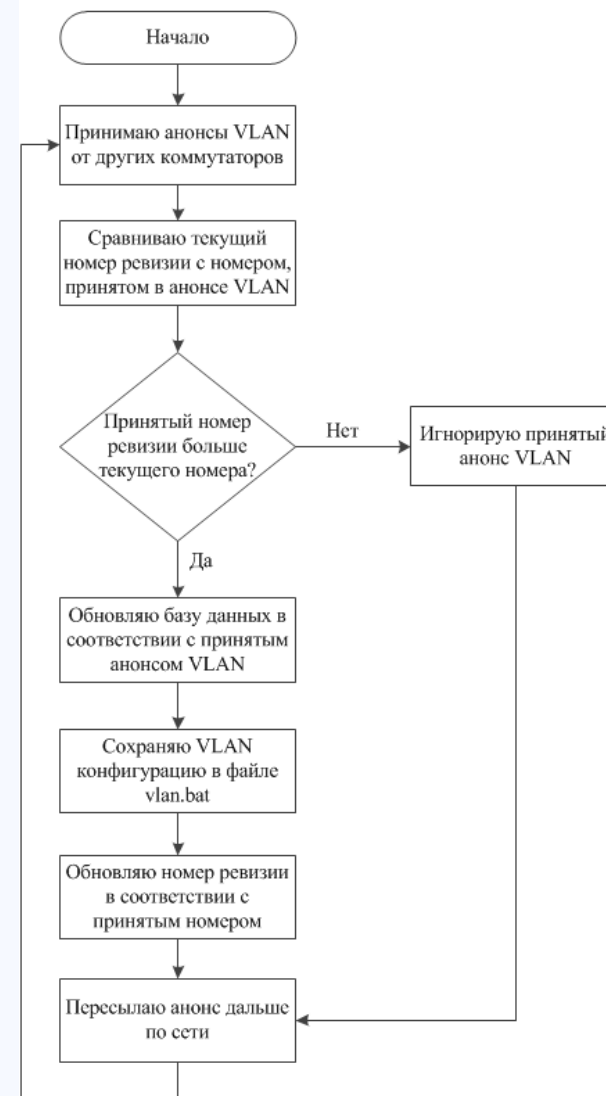 Начало
Принимаю анонсы VLAN
от других коммутаторов
Сравниваю текущий
номер ревизии с номером,
принятом в анонсе VLAN
Принятый номер
ревизии больше
текущего номера?
Нет
Игнорирую принятый
анонс VLAN
Да
Обновляю базу данных в
соответствии с принятым
анонсом VLAN
Сохраняю VLAN
конфигурацию в файле
vlan.bat
Обновляю номер ревизии
в соответствии с
принятым номером
Пересылаю анонс дальше
по сети